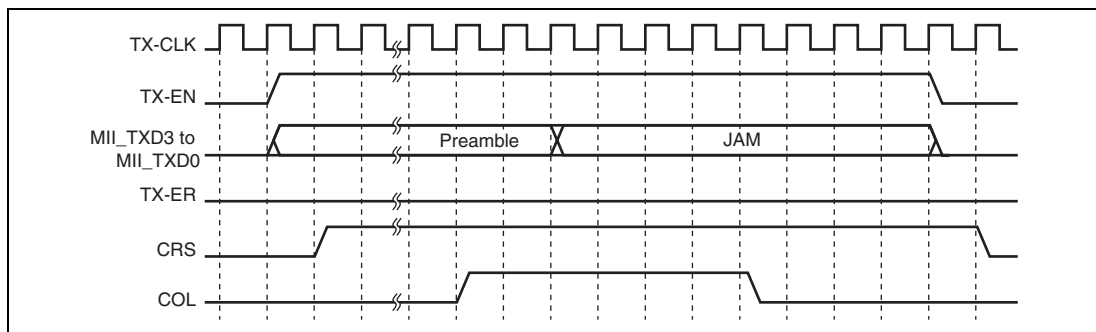 TX-CLK
TX-EN
MII_TXD3 to
MII_TXD0
Preamble
JAM
TX-ER
CRS
COL